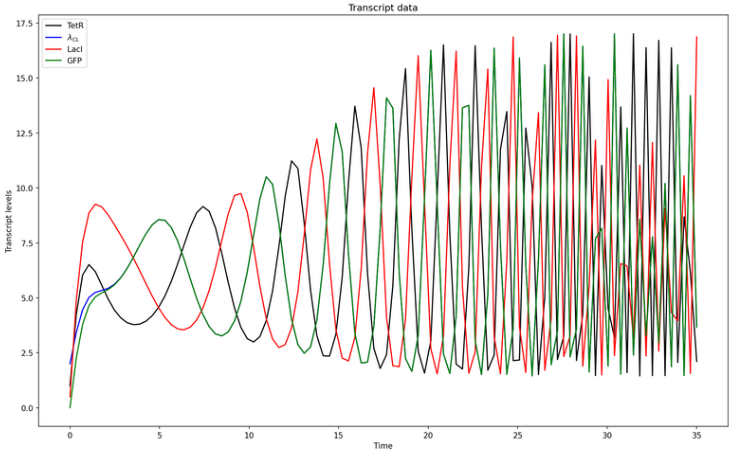 Transcript data
TetR
λCL
LacI
GFP
Transcript levels
17.5
15.0
12.5
10.0
7.5
5.0
2.5
0.0
0 5 10 15 20 25 30 35
Time